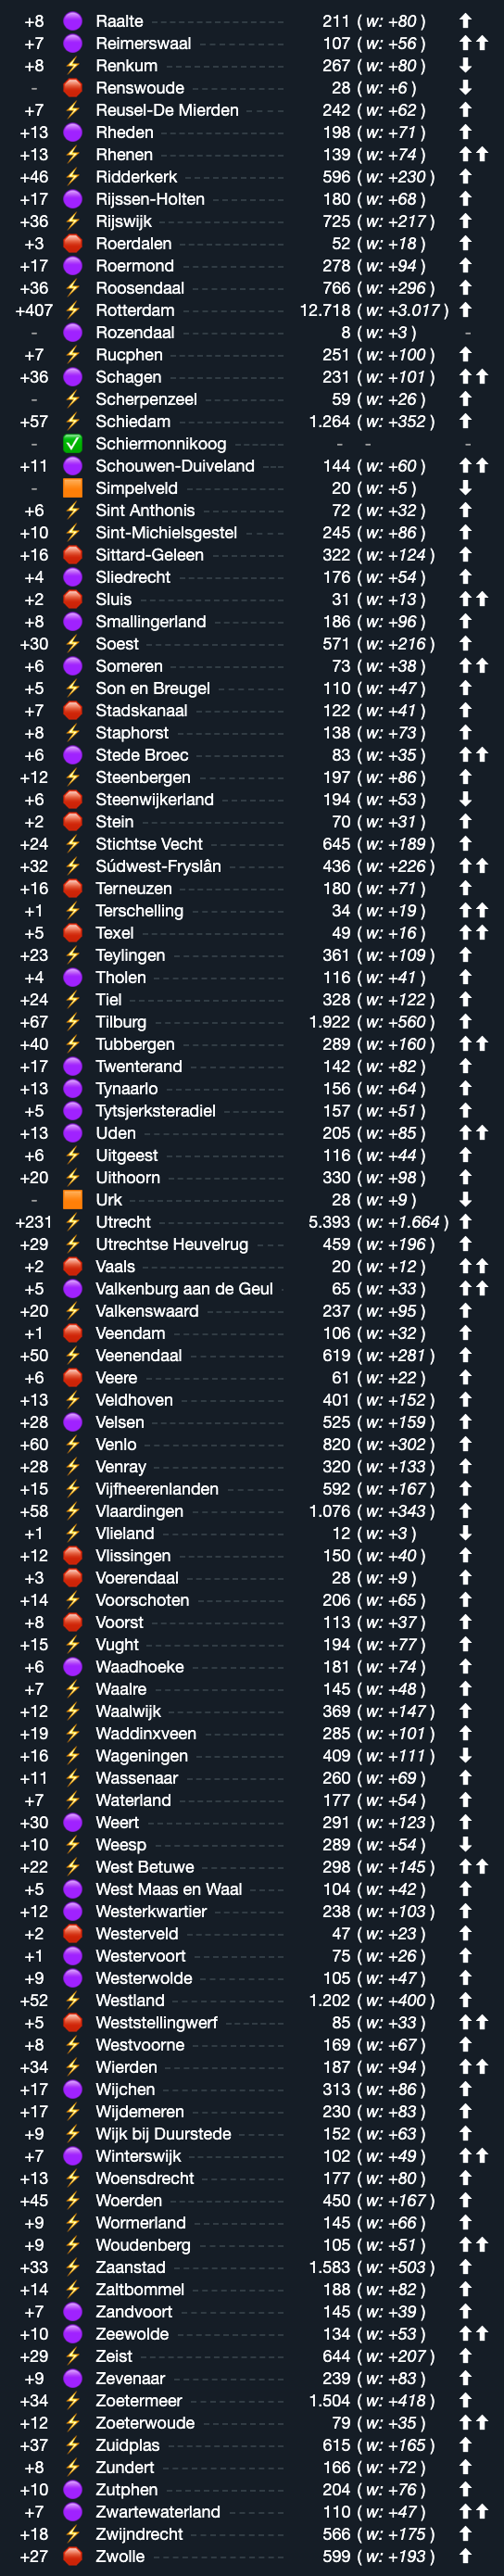 +8 Raalte 211 ( w: +80 )
+7 Reimerswaal 107 ( w: +56 )
+8 Renkum 267 ( w: +80 )
- Renswoude 28 ( w: +6 )
+7 Reusel-De Mierden 242 ( w: +62 )
+13 Rheden 198 ( w: +71 )
+13 Rhenen 139 ( w: +74 )
+46 Ridderkerk 596 ( w: +230 )
+17 Rijssen-Holten 180 ( w: +68 )
+36 Rijswijk 725 ( w: +217 )
+3 Roerdalen 52 ( w: +18 )
+17 Roermond 278 ( w: +94 )
+36 Roosendaal 766 ( w: +296 )
+407 Rotterdam 12.718 ( w: +3.017 )
- Rozendaal 8 ( w: +3 ) -
+7 Rucphen 251 ( w: +100 )
+36 Schagen 231 ( w: +101 )
- Scherpenzeel 59 ( w: +26 )
+57 Schiedam 1.264 ( w: +352 )
- Schiermonnikoog - - -
+11 Schouwen-Duiveland 144 ( w: +60 )
- Simpelveld 20 ( w: +5 )
+6 Sint Anthonis 72 ( w: +32 )
+10 Sint-Michielsgestel 245 ( w: +86 )
+16 Sittard-Geleen 322 ( w: +124 )
+4 Sliedrecht 176 ( w: +54 )
+2 Sluis 31 ( w: +13 )
+8 Smallingerland 186 ( w: +96 )
+30 Soest 571 ( w: +216 )
+6 Someren 73 ( w: +38 )
+5 Son en Breugel 110 ( w: +47 )
+7 Stadskanaal 122 ( w: +41 )
+8 Staphorst 138 ( w: +73 )
+6 Stede Broec 83 ( w: +35 )
+12 Steenbergen 197 ( w: +86 )
+6 Steenwijkerland 194 ( w: +53 )
+2 Stein 70 ( w: +31 )
+24 Stichtse Vecht 645 ( w: +189 )
+32 Súdwest-Fryslân 436 ( w: +226 )
+16 Terneuzen 180 ( w: +71 )
+1 Terschelling 34 ( w: +19 )
+5 Texel 49 ( w: +16 )
+23 Teylingen 361 ( w: +109 )
+4 Tholen 116 ( w: +41 )
+24 Tiel 328 ( w: +122 )
+67 Tilburg 1.922 ( w: +560 )
+40 Tubbergen 289 ( w: +160 )
+17 Twenterand 142 ( w: +82 )
+13 Tynaarlo 156 ( w: +64 )
+5 Tytsjerksteradiel 157 ( w: +51 )
+13 Uden 205 ( w: +85 )
+6 Uitgeest 116 ( w: +44 )
+20 Uithoorn 330 ( w: +98 )
- Urk 28 ( w: +9 )
+231 Utrecht 5.393 ( w: +1.664 )
+29 Utrechtse Heuvelrug 459 ( w: +196 )
+2 Vaals 20 ( w: +12 )
+5 Valkenburg aan de Geul 65 ( w: +33 )
+20 Valkenswaard 237 ( w: +95 )
+1 Veendam 106 ( w: +32 )
+50 Veenendaal 619 ( w: +281 )
+6 Veere 61 ( w: +22 )
+13 Veldhoven 401 ( w: +152 )
+28 Velsen 525 ( w: +159 )
+60 Venlo 820 ( w: +302 )
+28 Venray 320 ( w: +133 )
+15 Vijfheerenlanden 592 ( w: +167 )
+58 Vlaardingen 1.076 ( w: +343 )
+1 Vlieland 12 ( w: +3 )
+12 Vlissingen 150 ( w: +40 )
+3 Voerendaal 28 ( w: +9 )
+14 Voorschoten 206 ( w: +65 )
+8 Voorst 113 ( w: +37 )
+15 Vught 194 ( w: +77 )
+6 Waadhoeke 181 ( w: +74 )
+7 Waalre 145 ( w: +48 )
+12 Waalwijk 369 ( w: +147 )
+19 Waddinxveen 285 ( w: +101 )
+16 Wageningen 409 ( w: +111 )
+11 Wassenaar 260 ( w: +69 )
+7 Waterland 177 ( w: +54 )
+30 Weert 291 ( w: +123 )
+10 Weesp 289 ( w: +54 )
+22 West Betuwe 298 ( w: +145 )
+5 West Maas en Waal 104 ( w: +42 )
+12 Westerkwartier 238 ( w: +103 )
+2 Westerveld 47 ( w: +23 )
+1 Westervoort 75 ( w: +26 )
+9 Westerwolde 105 ( w: +47 )
+52 Westland 1.202 ( w: +400 )
+5 Weststellingwerf 85 ( w: +33 )
+8 Westvoorne 169 ( w: +67 )
+34 Wierden 187 ( w: +94 )
+17 Wijchen 313 ( w: +86 )
+17 Wijdemeren 230 ( w: +83 )
+9 Wijk bij Duurstede 152 ( w: +63 )
+7 Winterswijk 102 ( w: +49 )
+13 Woensdrecht 177 ( w: +80 )
+45 Woerden 450 ( w: +167 )
+9 Wormerland 145 ( w: +66 )
+9 Woudenberg 105 ( w: +51 )
+33 Zaanstad 1.583 ( w: +503 )
+14 Zaltbommel 188 ( w: +82 )
+7 Zandvoort 145 ( w: +39 )
+10 Zeewolde 134 ( w: +53 )
+29 Zeist 644 ( w: +207 )
+9 Zevenaar 239 ( w: +83 )
+34 Zoetermeer 1.504 ( w: +418 )
+12 Zoeterwoude 79 ( w: +35 )
+37 Zuidplas 615 ( w: +165 )
+8 Zundert 166 ( w: +72 )
+10 Zutphen 204 ( w: +76 )
+7 Zwartewaterland 110 ( w: +47 )
+18 Zwijndrecht 566 ( w: +175 )
+27 Zwolle 599 ( w: +193 )